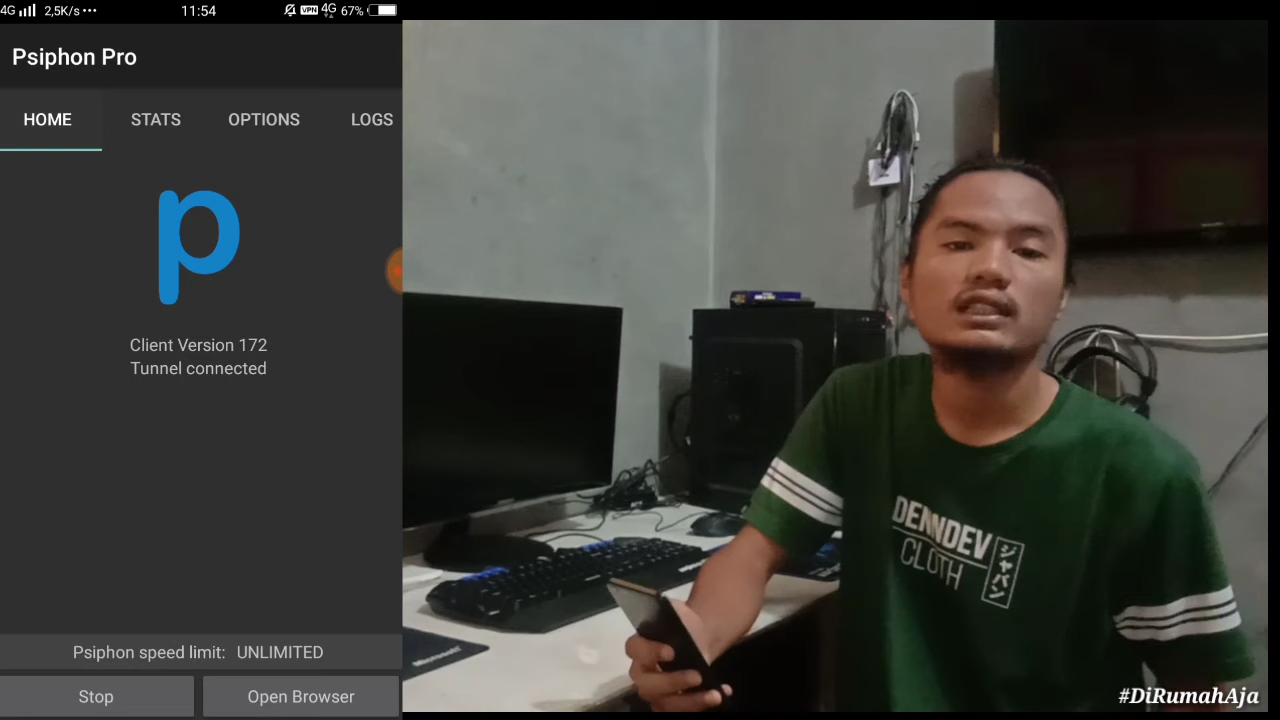 4G 2,5K/s ••• 11:54 VPN 4G 67%
Psiphon Pro
HOME STATS OPTIONS LOGS
p
Client Version 172
Tunnel connected
Psiphon speed limit: UNLIMITED
Stop Open Browser
DENNDEV
CLOTH
ジャパン
Microsoft
#DiRumahAja